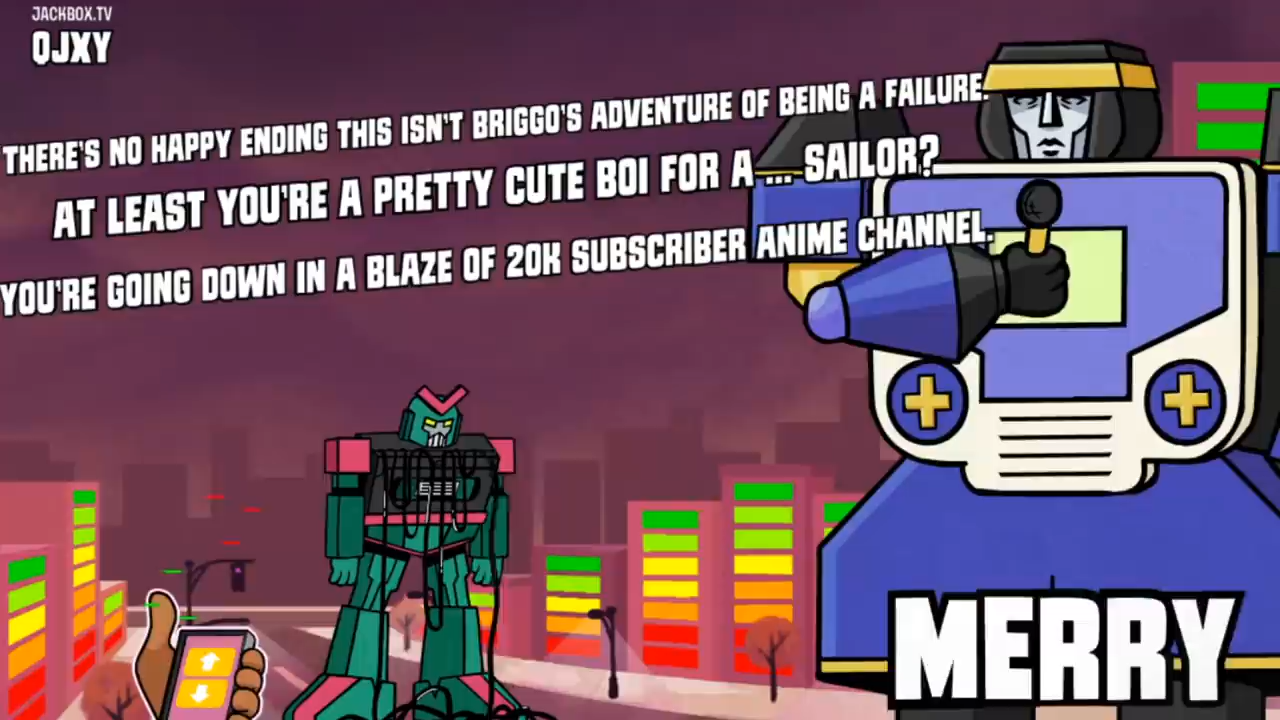 JACKBOX.TV
QJXY
THERE'S NO HAPPY ENDING THIS ISN'T BRIGGO'S ADVENTURE OF BEING A FAILURE.
AT LEAST YOU'RE A PRETTY CUTE BOI FOR A ... SAILOR?
YOU'RE GOING DOWN IN A BLAZE OF 20K SUBSCRIBER ANIME CHANNEL.
MERRY